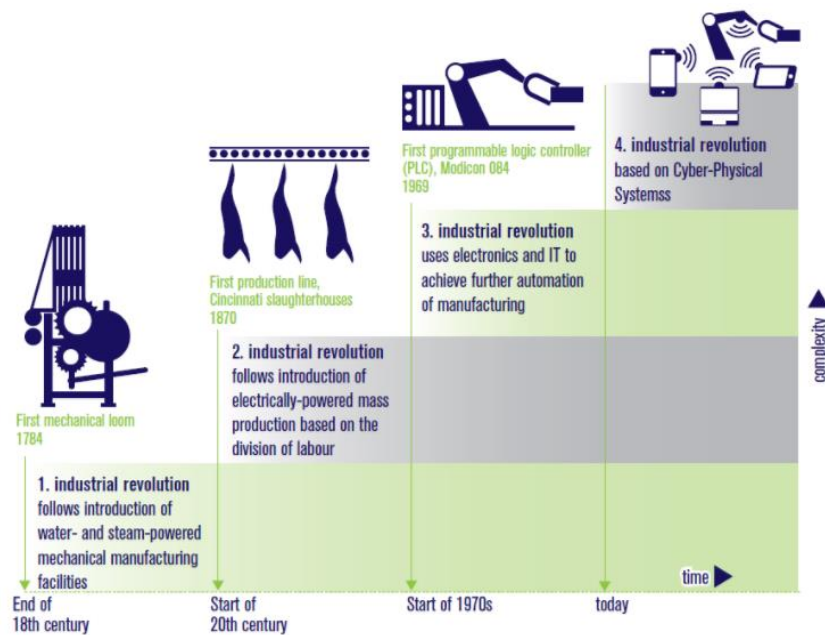 First mechanical loom
1784
First production line,
Cincinnati slaughterhouses
1870
First programmable logic controller
(PLC), Modicon 084
1969
4. industrial revolution
based on Cyber-Physical
Systemss
3. industrial revolution
uses electronics and IT to
achieve further automation
of manufacturing
2. industrial revolution
follows introduction of
electrically-powered mass
production based on the
division of labour
1. industrial revolution
follows introduction of
water- and steam-powered
mechanical manufacturing
facilities
complexity
time
End of
18th century
Start of
20th century
Start of 1970s
today